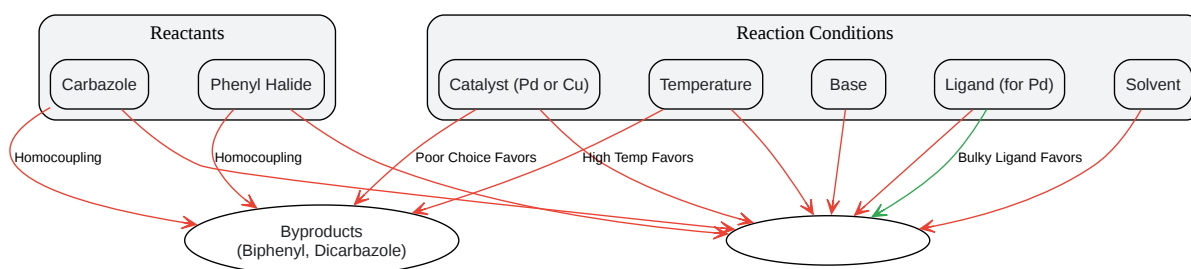 Reactants
Reaction Conditions
Carbazole
Phenyl Halide
Catalyst (Pd or Cu)
Temperature
Base
Ligand (for Pd)
Solvent
Homocoupling
Homocoupling
Poor Choice Favors
High Temp Favors
Bulky Ligand Favors
Byproducts
(Biphenyl, Dicarbazole)